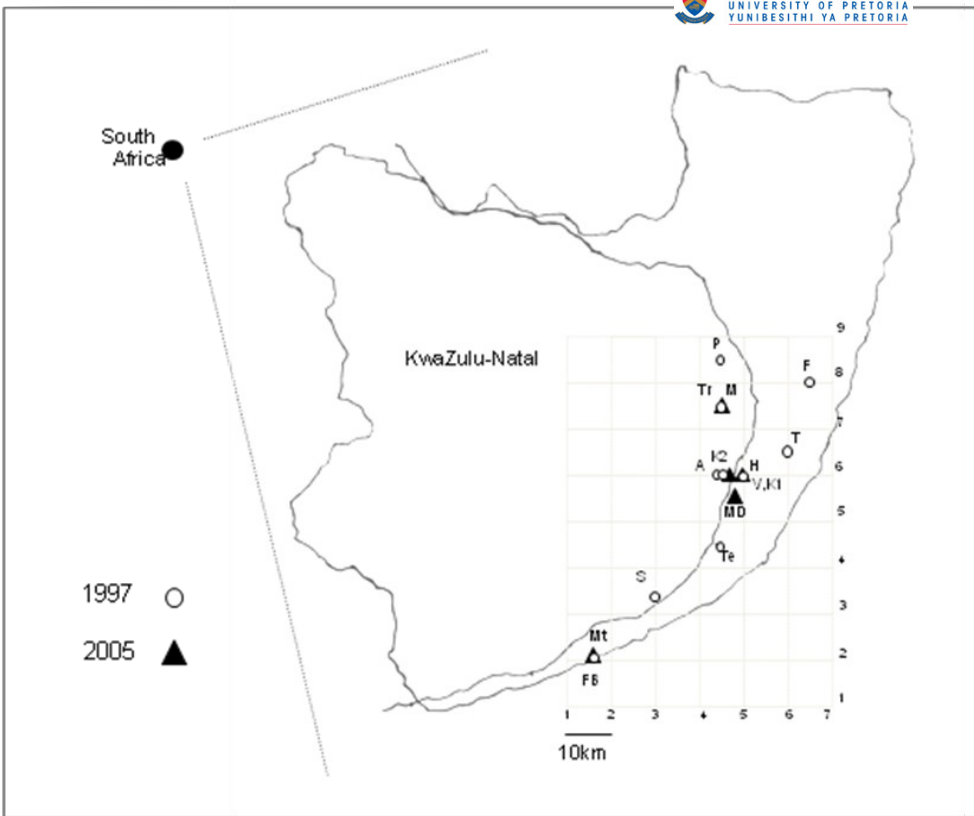 UNIVERSITY OF PRETORIA
YUNIBESITHI YA PRETORIA
South
Africa
KwaZulu-Natal
9
P
F
8
Tr M
7
T
K2
A
H
6
V,K1
MD
5
Te
4
S
3
Mt
2
FB
1
1 2 3 4 5 6 7
10km
1997
2005